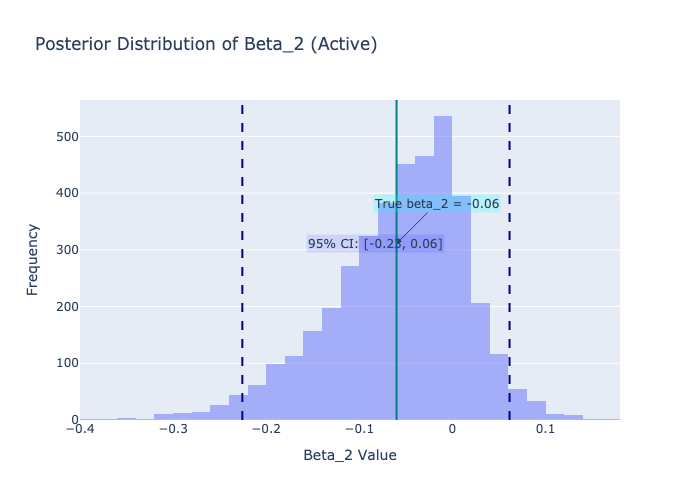 Posterior Distribution of Beta_2 (Active)
500
400
300
200
100
0
Frequency
True beta_2 = -0.06
95% CI: [-0.23, 0.06]
−0.4
−0.3
−0.2
−0.1
0
0.1
Beta_2 Value